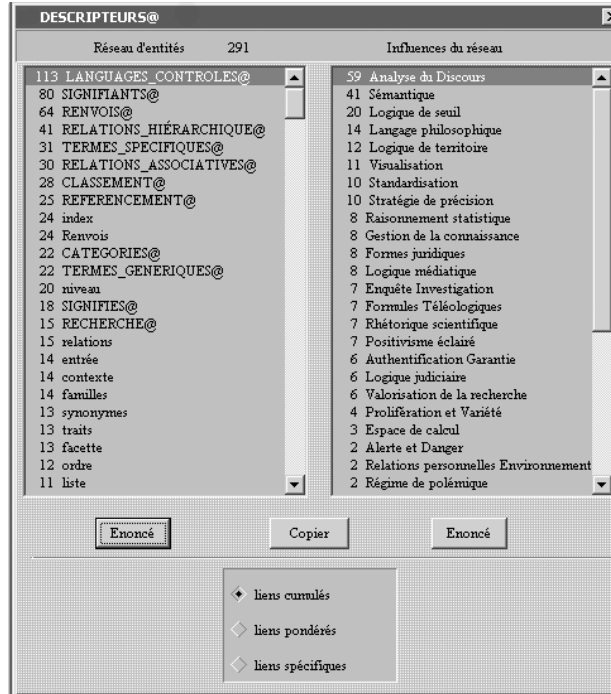 DESCRIPTEURS@
Réseau d'entités 291
Influences du réseau
113 LANGUAGES_CONTROLES@
80 SIGNIFIANTS@
64 RENVOIS@
41 RELATIONS_HIÉRARCHIQUE@
31 TERMES_SPECIFIQUES@
30 RELATIONS_ASSOCIATIVES@
28 CLASSEMENT@
25 REFERENCEMENT@
24 index
24 Renvois
22 CATEGORIES@
22 TERMES_GENERIQUES@
20 niveau
18 SIGNIFIES@
15 RECHERCHE@
15 relations
14 entrée
14 contexte
14 familles
13 synonymes
13 traits
13 facette
12 ordre
11 liste
59 Analyse du Discours
41 Sémantique
20 Logique de seuil
14 Langage philosophique
12 Logique de territoire
11 Visualisation
10 Standardisation
10 Stratégie de précision
8 Raisonnement statistique
8 Gestion de la connaissance
8 Formes juridiques
8 Logique médiatique
7 Enquête Investigation
7 Formules Téléologiques
7 Rhétorique scientifique
7 Positivisme éclairé
6 Authentification Garantie
6 Logique judiciaire
6 Valorisation de la recherche
4 Prolifération et Variété
3 Espace de calcul
2 Alerte et Danger
2 Relations personnelles Environnement
2 Régime de polémique
Enoncé
Copier
Enoncé
liens cumulés
liens pondérés
liens spécifiques